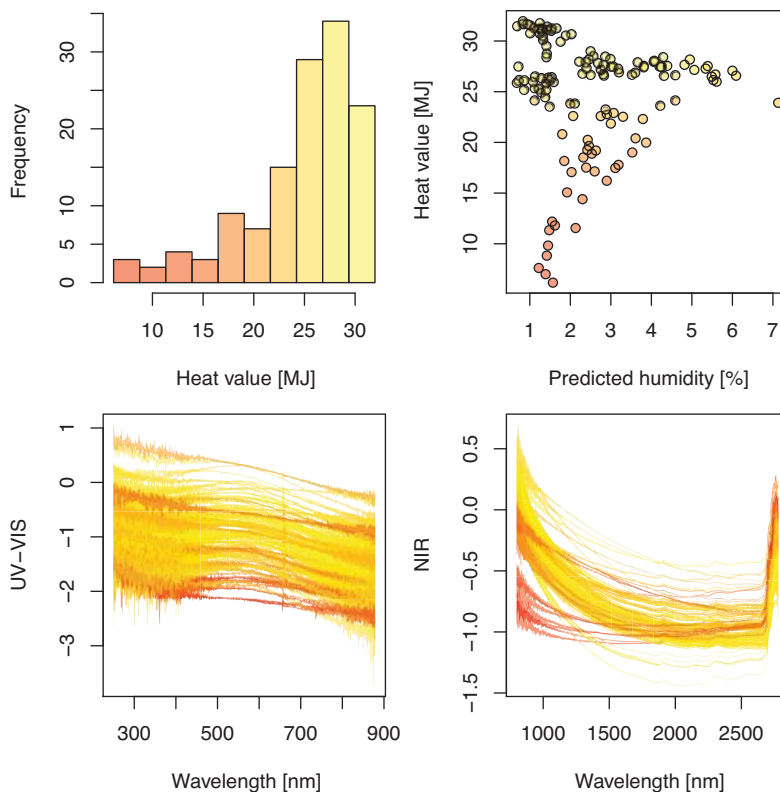 Frequency
0
10
20
30
10 15 20 25 30
Heat value [MJ]
Heat value [MJ]
10
15
20
25
30
1 2 3 4 5 6 7
Predicted humidity [%]
UV−VIS
1
0
−1
−2
−3
300 500 700 900
Wavelength [nm]
NIR
0.5
0.0
−0.5
−1.0
−1.5
1000 1500 2000 2500
Wavelength [nm]